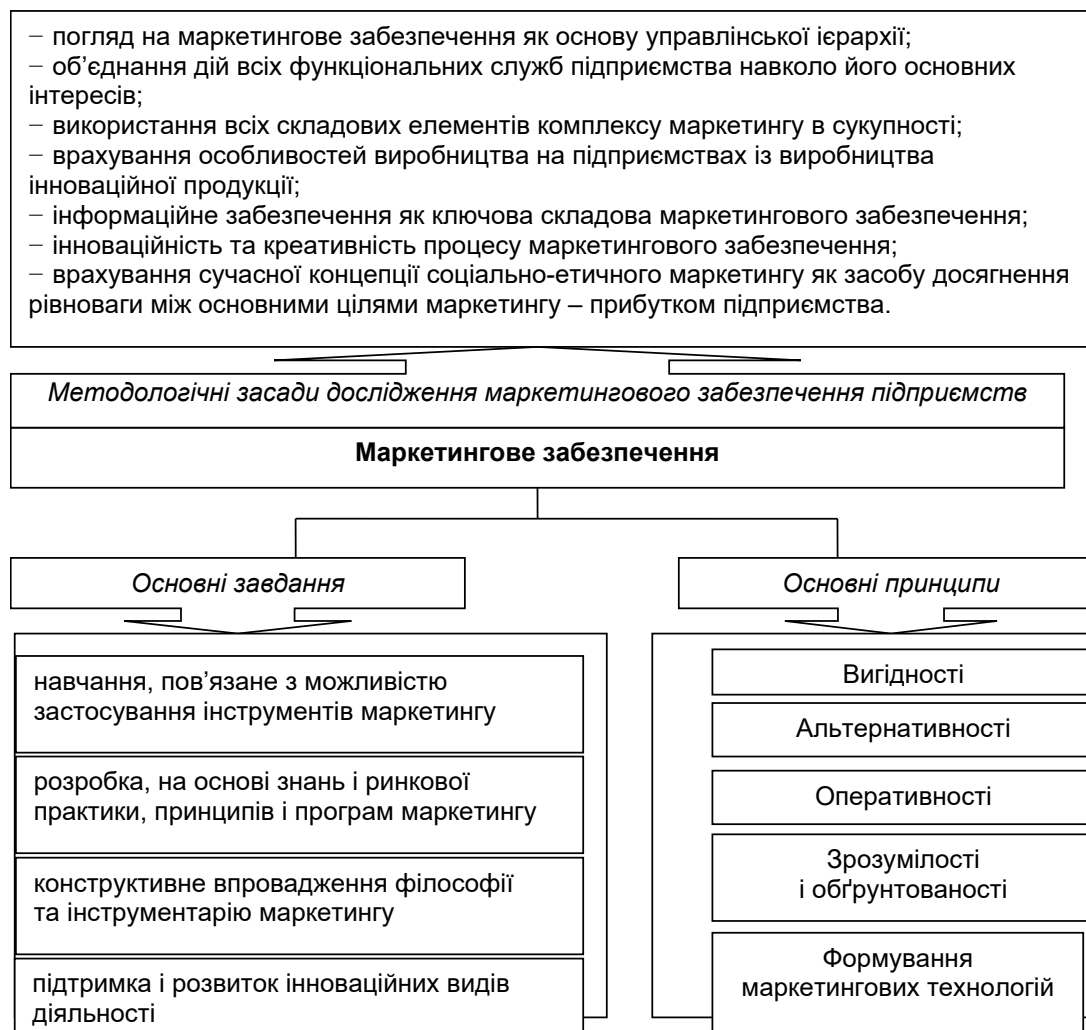 − погляд на маркетингове забезпечення як основу управлінської ієрархії;
− об’єднання дій всіх функціональних служб підприємства навколо його основних
інтересів;
− використання всіх складових елементів комплексу маркетингу в сукупності;
− врахування особливостей виробництва на підприємствах із виробництва
інноваційної продукції;
− інформаційне забезпечення як ключова складова маркетингового забезпечення;
− інноваційність та креативність процесу маркетингового забезпечення;
− врахування сучасної концепції соціально-етичного маркетингу як засобу досягнення
рівноваги між основними цілями маркетингу – прибутком підприємства.
Методологічні засади дослідження маркетингового забезпечення підприємств
Маркетингове забезпечення
Основні завдання
навчання, пов’язане з можливістю
застосування інструментів маркетингу
розробка, на основі знань і ринкової
практики, принципів і програм маркетингу
конструктивне впровадження філософії
та інструментарію маркетингу
підтримка і розвиток інноваційних видів
діяльності
Основні принципи
Вигідності
Альтернативності
Оперативності
Зрозумілості
і обґрунтованості
Формування
маркетингових технологій